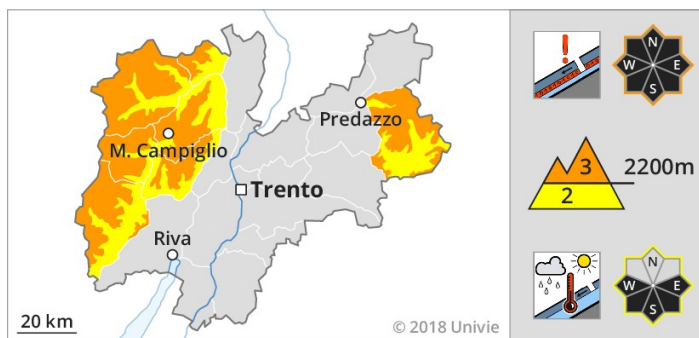 M. Campiglio
Predazzo
Trento
Riva
20 km
© 2018 Univie
N
W E
S
3 2200m
2
N
W E
S